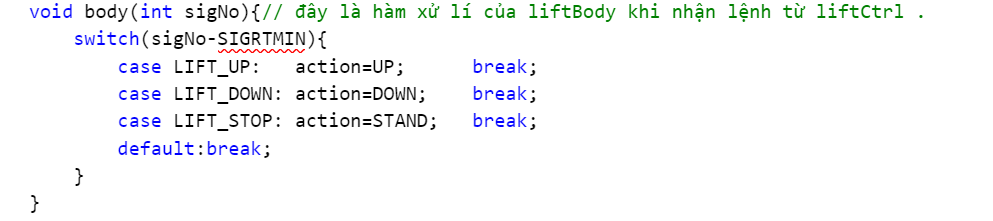 void body(int sigNo){// đây là hàm xử lí của liftBody khi nhận lệnh từ liftCtrl .
    switch(sigNo-SIGRTMIN){
        case LIFT_UP:   action=UP;      break;
        case LIFT_DOWN: action=DOWN;    break;
        case LIFT_STOP: action=STAND;   break;
        default:break;
    }
}